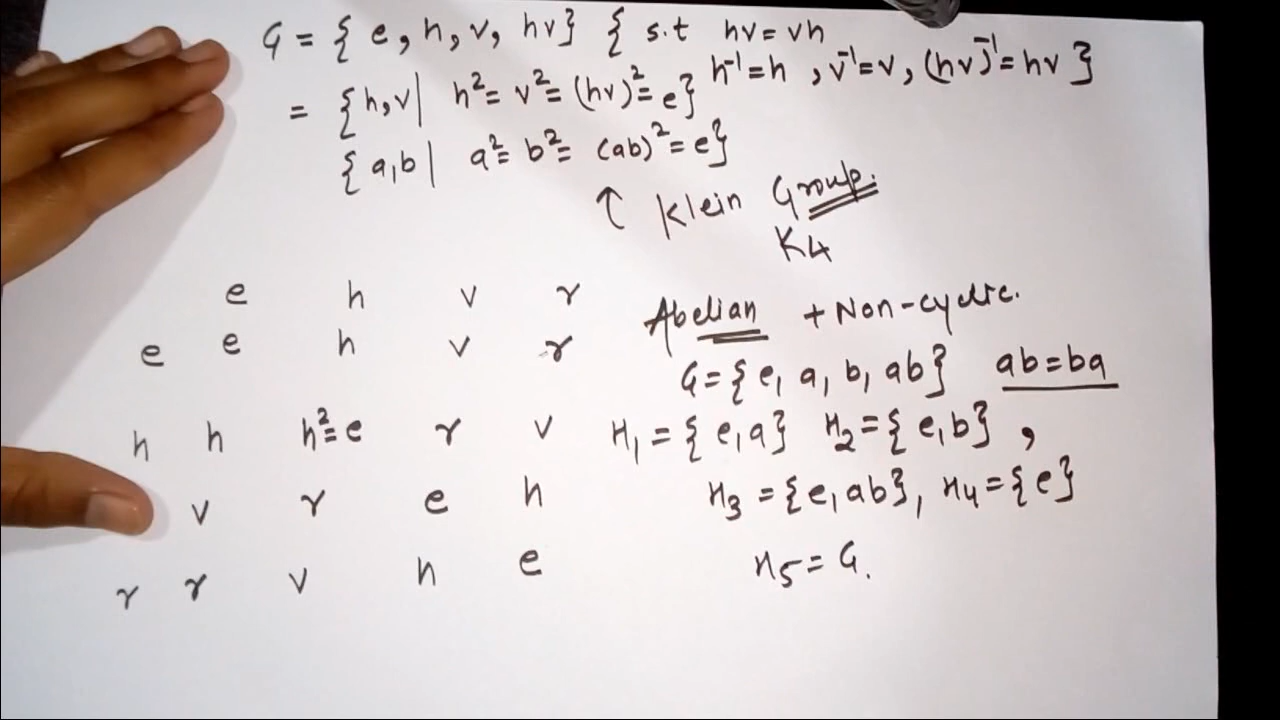 G = { e, h, v, hv} { s.t hv = vh
h⁻¹ = h , v⁻¹ = v, (hv)⁻¹ = hv }
= {h, v| h² = v² = (hv)² = e}
{a, b| a² = b² = (ab)² = e}
↑ Klein Group.
K4
e h v r
e e h v r
h h h² = e r v
v r e h
r r v h e
Abelian + Non-cyclic.
G = {e, a, b, ab} ab = ba
H₁ = {e, a} H₂ = {e, b} ,
H₃ = {e, ab}, H₄ = {e}
H₅ = G.